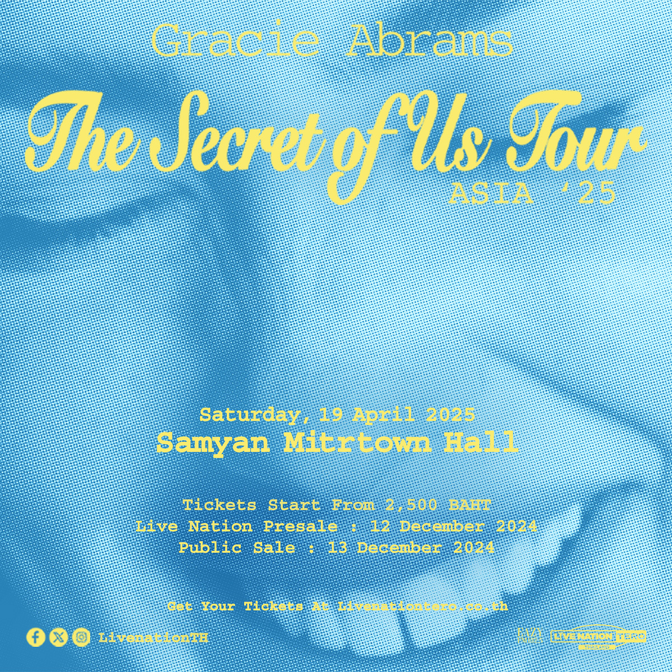 Gracie Abrams
The Secret of Us Tour
ASIA ‘25
Saturday, 19 April 2025
Samyan Mitrtown Hall
Tickets Start From 2,500 BAHT
Live Nation Presale : 12 December 2024
Public Sale : 13 December 2024
Get Your Tickets At Livenationtero.co.th
LivenationTH
LIVE NATION TERO